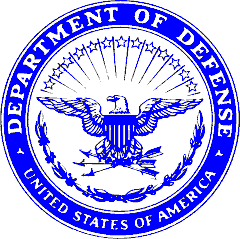 DEPARTMENT OF DEFENSE
UNITED STATES OF AMERICA